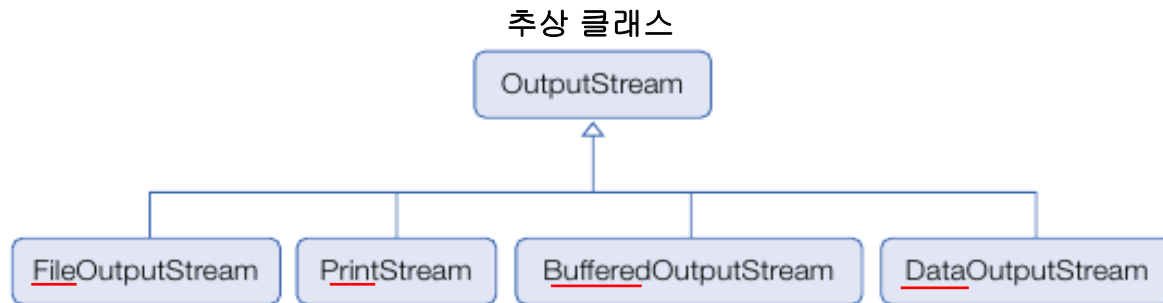 추상 클래스
OutputStream
FileOutputStream
PrintStream
BufferedOutputStream
DataOutputStream